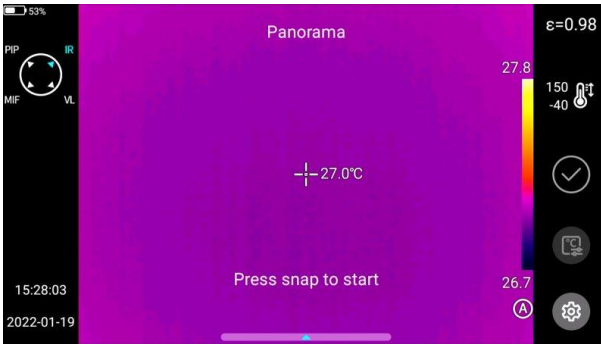 53%
Panorama
ε=0.98
PIP
IR
27.8
150
-40
MIF
VL
27.0℃
°C
Press snap to start
15:28:03
26.7
A
2022-01-19